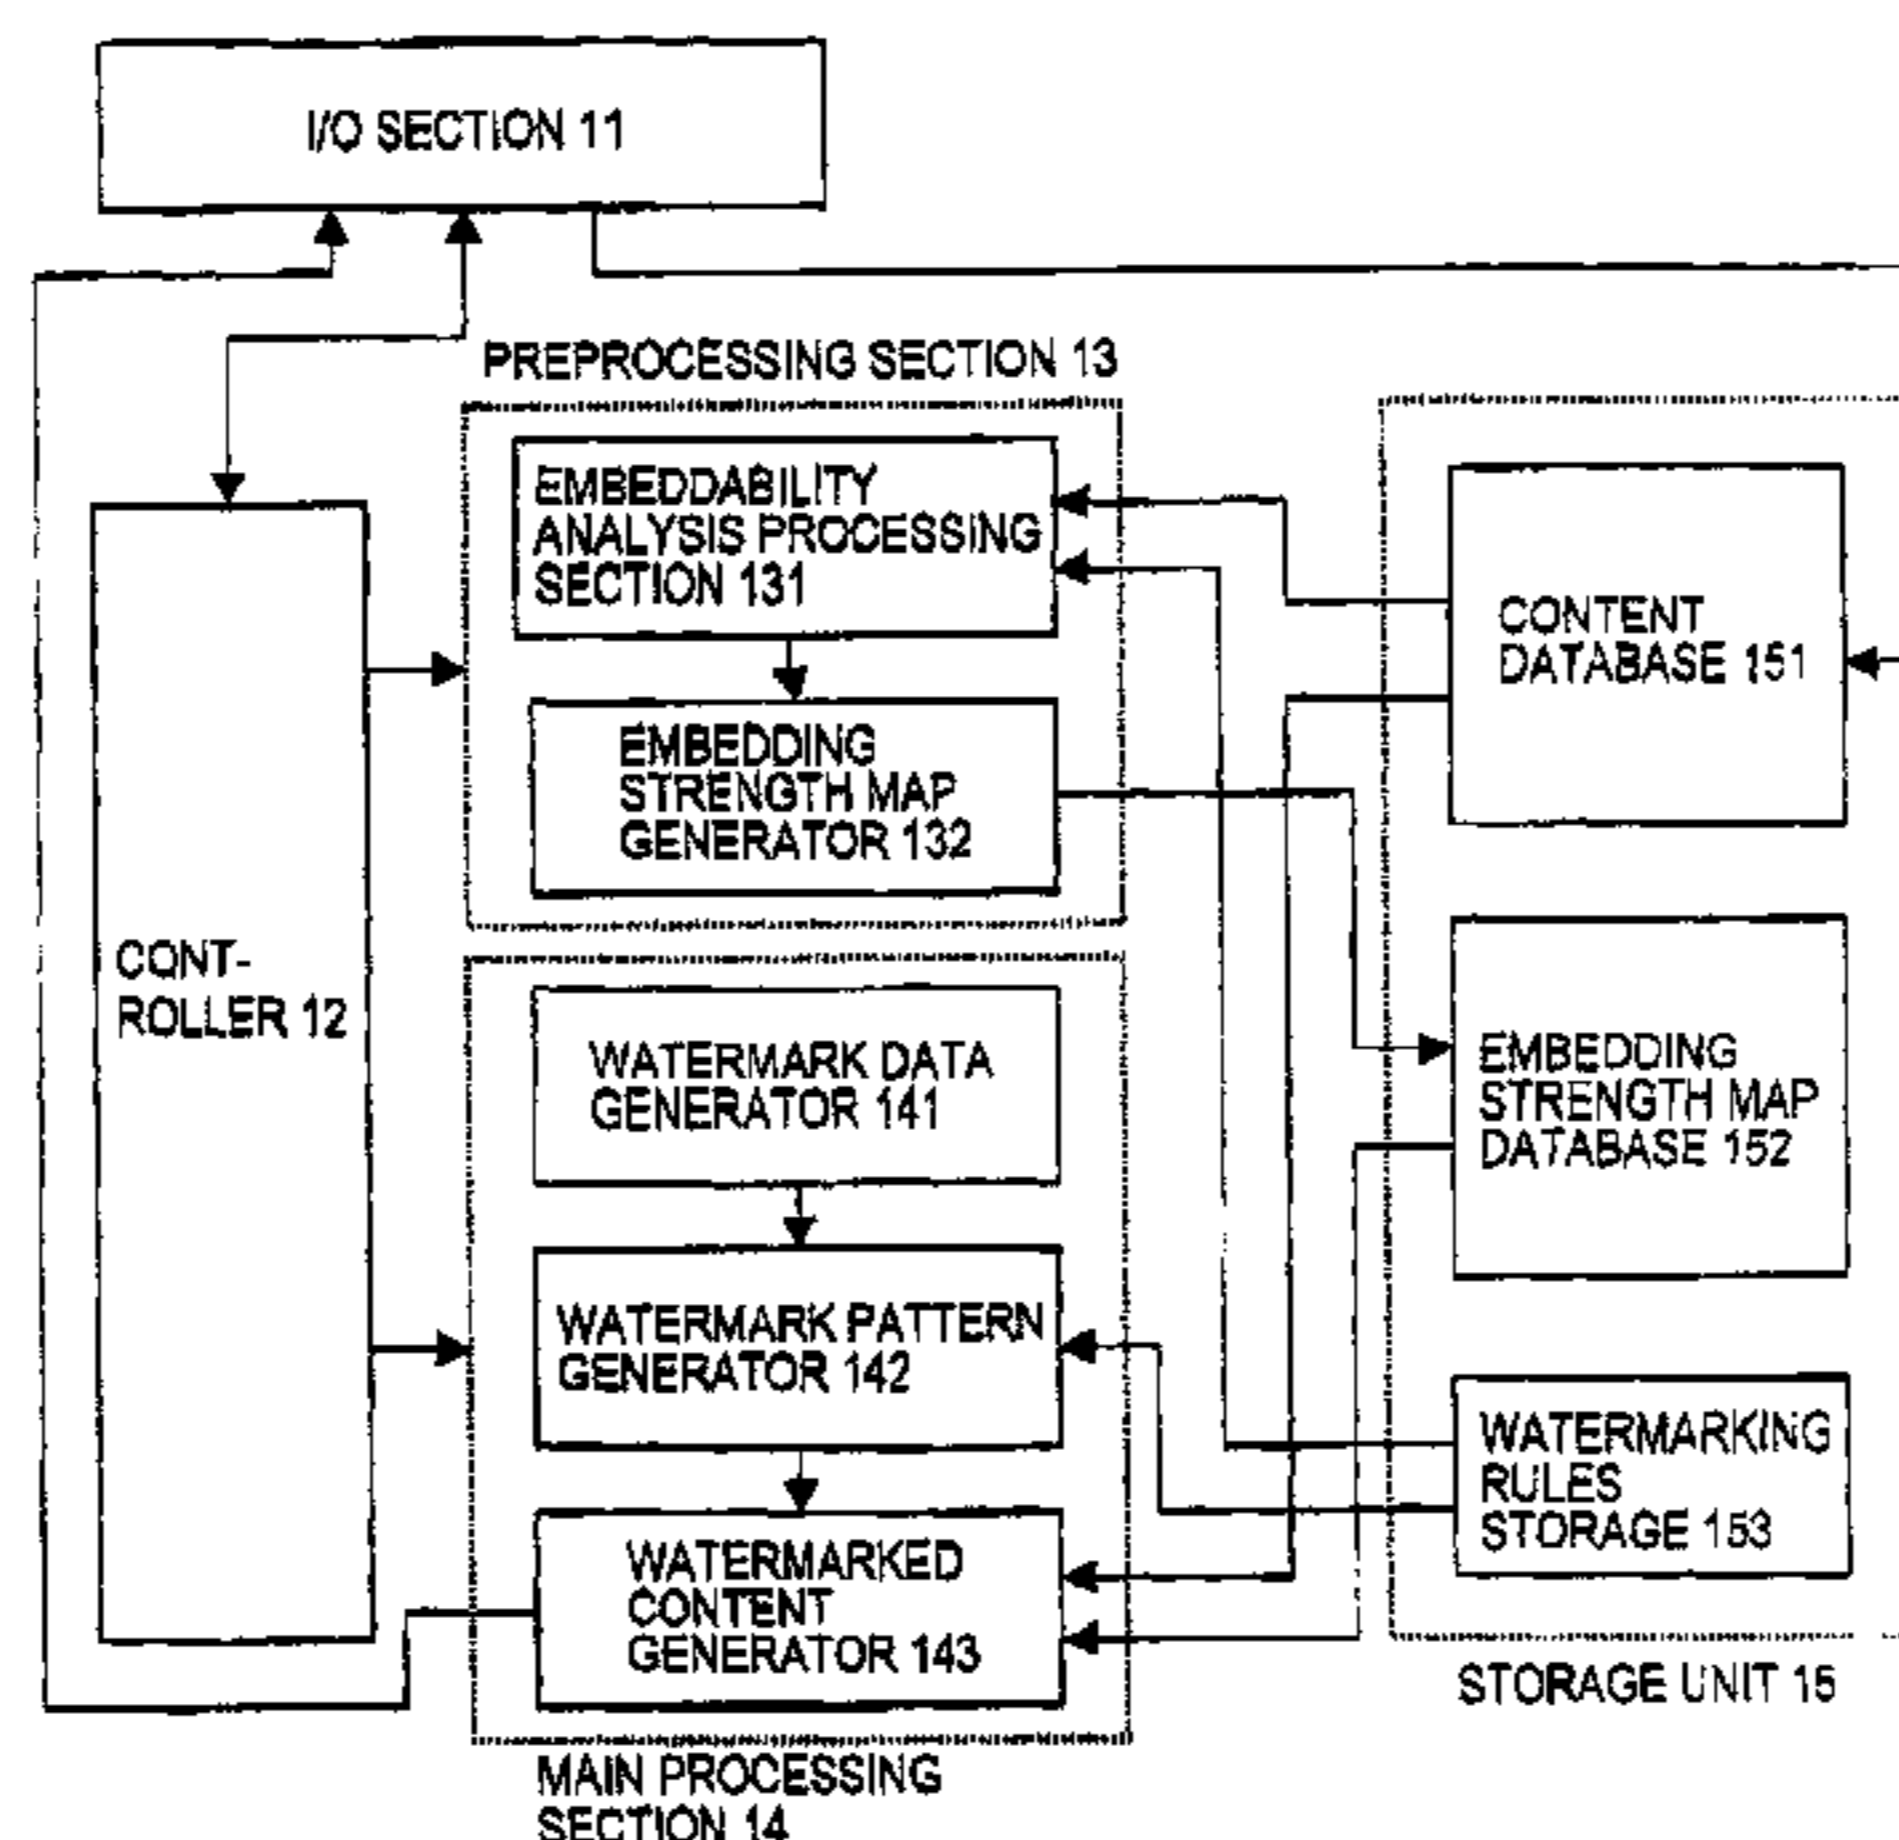 I/O SECTION 11
PREPROCESSING SECTION 13
EMBEDDABILITY
ANALYSIS PROCESSING
SECTION 131
EMBEDDING
STRENGTH MAP
GENERATOR 132
CONT-
ROLLER 12
WATERMARK DATA
GENERATOR 141
WATERMARK PATTERN
GENERATOR 142
WATERMARKED
CONTENT
GENERATOR 143
MAIN PROCESSING
SECTION 14
CONTENT
DATABASE 151
EMBEDDING
STRENGTH MAP
DATABASE 152
WATERMARKING
RULES
STORAGE 153
STORAGE UNIT 15